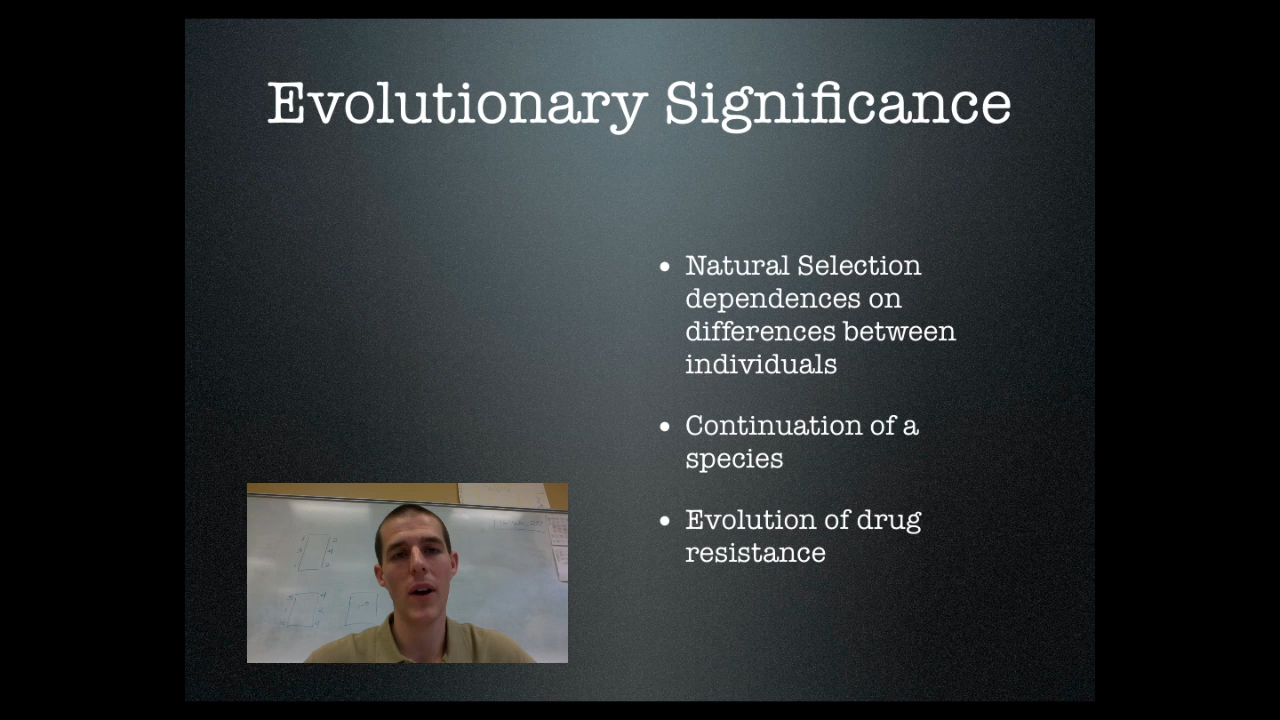 Evolutionary Significance
• Natural Selection
dependences on
differences between
individuals
• Continuation of a
species
• Evolution of drug
resistance